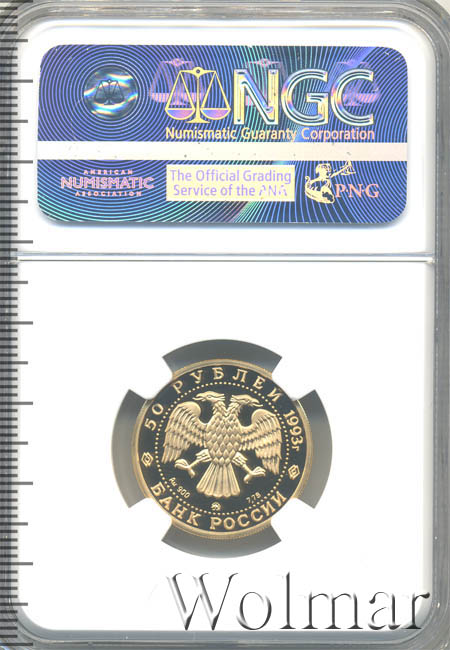 NGC
Numismatic Guaranty Corporation
AMERICAN
NUMISMATIC
ASSOCIATION
The Official Grading
Service of the PNG
PNG
50 РУБЛЕЙ 1993г.
Au 900
7,78
БАНК РОССИИ
Wolmar